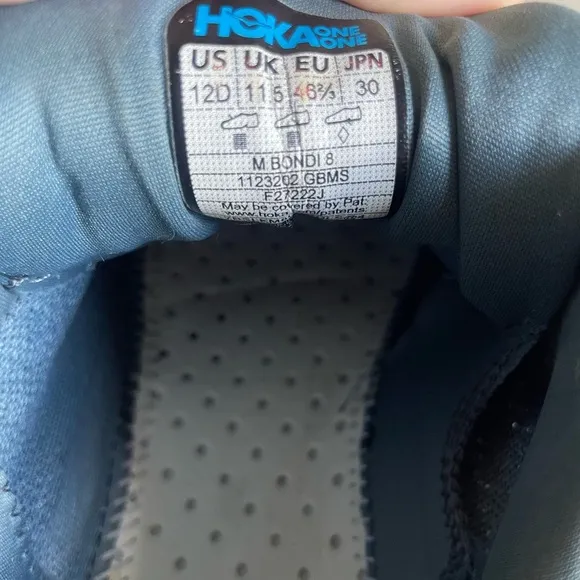 HOKA ONE ONE
US UK EU JPN
12D 11.5 46⅔ 30
M BONDI 8
1123202 GBMS
F27222J
May be covered by Pat.